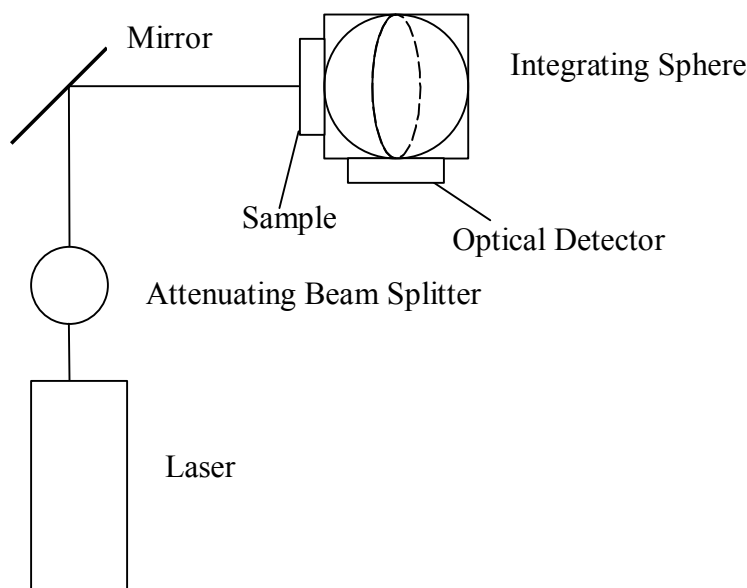 Mirror
Integrating Sphere
Sample
Optical Detector
Attenuating Beam Splitter
Laser